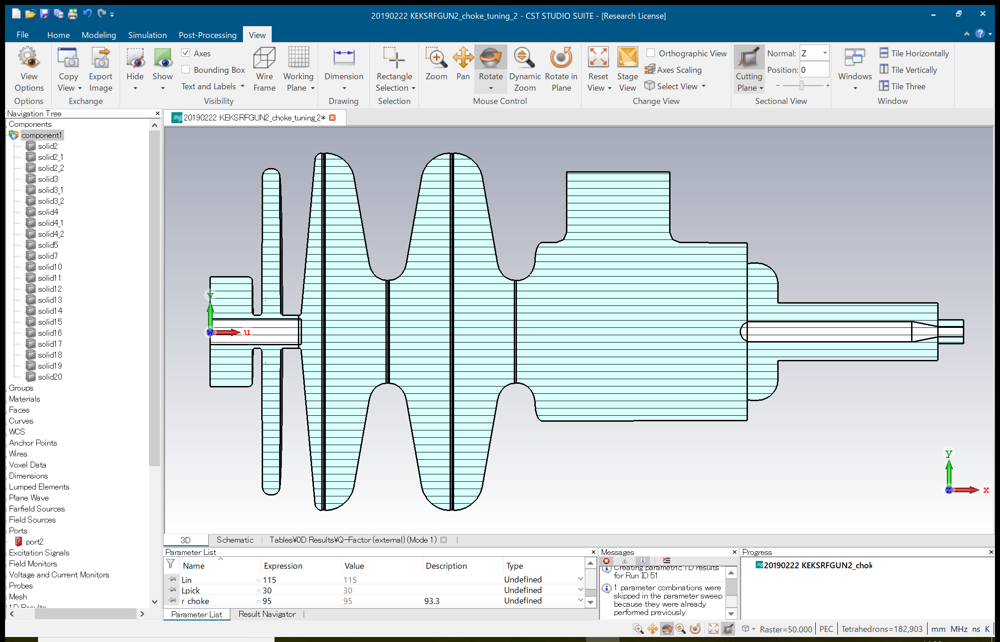 20190222 KEKSRFGUN2_choke_tuning_2 - CST STUDIO SUITE - [Research License]
File Home Modeling Simulation Post-Processing View
View Options
Copy View
Export Image
Hide
Show
Axes
Bounding Box
Text and Labels
Wire Frame
Working Plane
Dimension
Rectangle Selection
Zoom
Pan
Rotate
Dynamic Zoom
Rotate in Plane
Reset View
Stage View
Orthographic View
Axes Scaling
Select View
Cutting Plane
Normal: Z
Position: 0
- +
Windows
Tile Horizontally
Tile Vertically
Tile Three
Options Exchange Visibility Drawing Selection Mouse Control Change View Sectional View Window
Navigation Tree
Components
component1
solid2
solid2_1
solid2_2
solid3
solid3_1
solid3_2
solid4
solid4_1
solid4_2
solid5
solid7
solid10
solid11
solid12
solid13
solid14
solid15
solid16
solid17
solid18
solid19
solid20
Groups
Materials
Faces
Curves
WCS
Anchor Points
Wires
Voxel Data
Dimensions
Lumped Elements
Plane Wave
Farfield Sources
Field Sources
Ports
port2
Excitation Signals
Field Monitors
Voltage and Current Monitors
Probes
Mesh
1D Results
20190222 KEKSRFGUN2_choke_tuning_2*
v
w u
y
z x
3D Schematic Tables¥0D Results¥Q-Factor (external) (Mode 1)
Parameter List
Name Expression Value Description Type
Lin = 115 115 Undefined
Lpick = 30 30 Undefined
r choke = 95 95 93.3 Undefined
Parameter List Result Navigator
Messages
Creating parametric 1D results
for Run ID 51
1 parameter combinations were
skipped in the parameter sweep
because they were already
performed previously.
Progress
20190222 KEKSRFGUN2_chok
Raster=50.000 PEC Tetrahedrons=182,903 mm MHz ns K